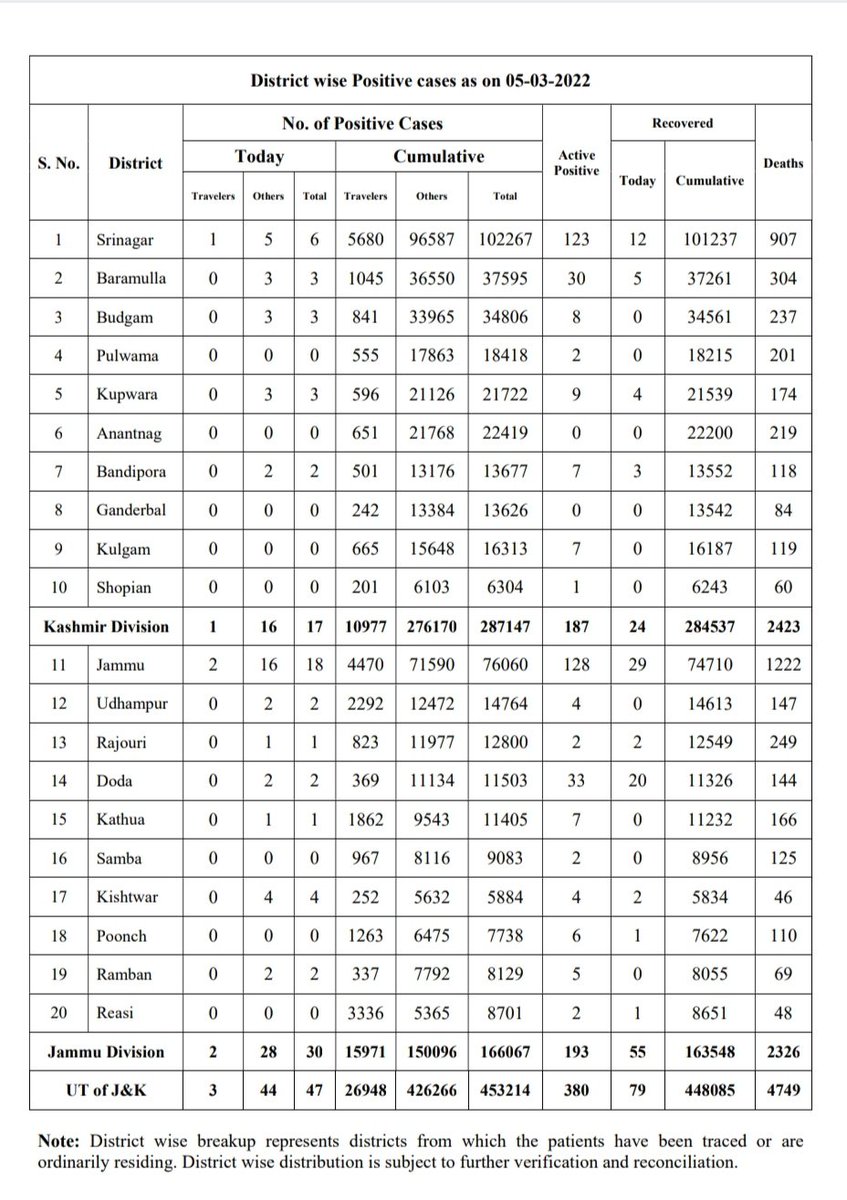 District wise Positive cases as on 05-03-2022
S. No. District No. of Positive Cases Active Positive Recovered Deaths
Today Cumulative Today Cumulative
Travelers Others Total Travelers Others Total
1 Srinagar 1 5 6 5680 96587 102267 123 12 101237 907
2 Baramulla 0 3 3 1045 36550 37595 30 5 37261 304
3 Budgam 0 3 3 841 33965 34806 8 0 34561 237
4 Pulwama 0 0 0 555 17863 18418 2 0 18215 201
5 Kupwara 0 3 3 596 21126 21722 9 4 21539 174
6 Anantnag 0 0 0 651 21768 22419 0 0 22200 219
7 Bandipora 0 2 2 501 13176 13677 7 3 13552 118
8 Ganderbal 0 0 0 242 13384 13626 0 0 13542 84
9 Kulgam 0 0 0 665 15648 16313 7 0 16187 119
10 Shopian 0 0 0 201 6103 6304 1 0 6243 60
Kashmir Division 1 16 17 10977 276170 287147 187 24 284537 2423
11 Jammu 2 16 18 4470 71590 76060 128 29 74710 1222
12 Udhampur 0 2 2 2292 12472 14764 4 0 14613 147
13 Rajouri 0 1 1 823 11977 12800 2 2 12549 249
14 Doda 0 2 2 369 11134 11503 33 20 11326 144
15 Kathua 0 1 1 1862 9543 11405 7 0 11232 166
16 Samba 0 0 0 967 8116 9083 2 0 8956 125
17 Kishtwar 0 4 4 252 5632 5884 4 2 5834 46
18 Poonch 0 0 0 1263 6475 7738 6 1 7622 110
19 Ramban 0 2 2 337 7792 8129 5 0 8055 69
20 Reasi 0 0 0 3336 5365 8701 2 1 8651 48
Jammu Division 2 28 30 15971 150096 166067 193 55 163548 2326
UT of J&K 3 44 47 26948 426266 453214 380 79 448085 4749
Note: District wise breakup represents districts from which the patients have been traced or are
ordinarily residing. District wise distribution is subject to further verification and reconciliation.